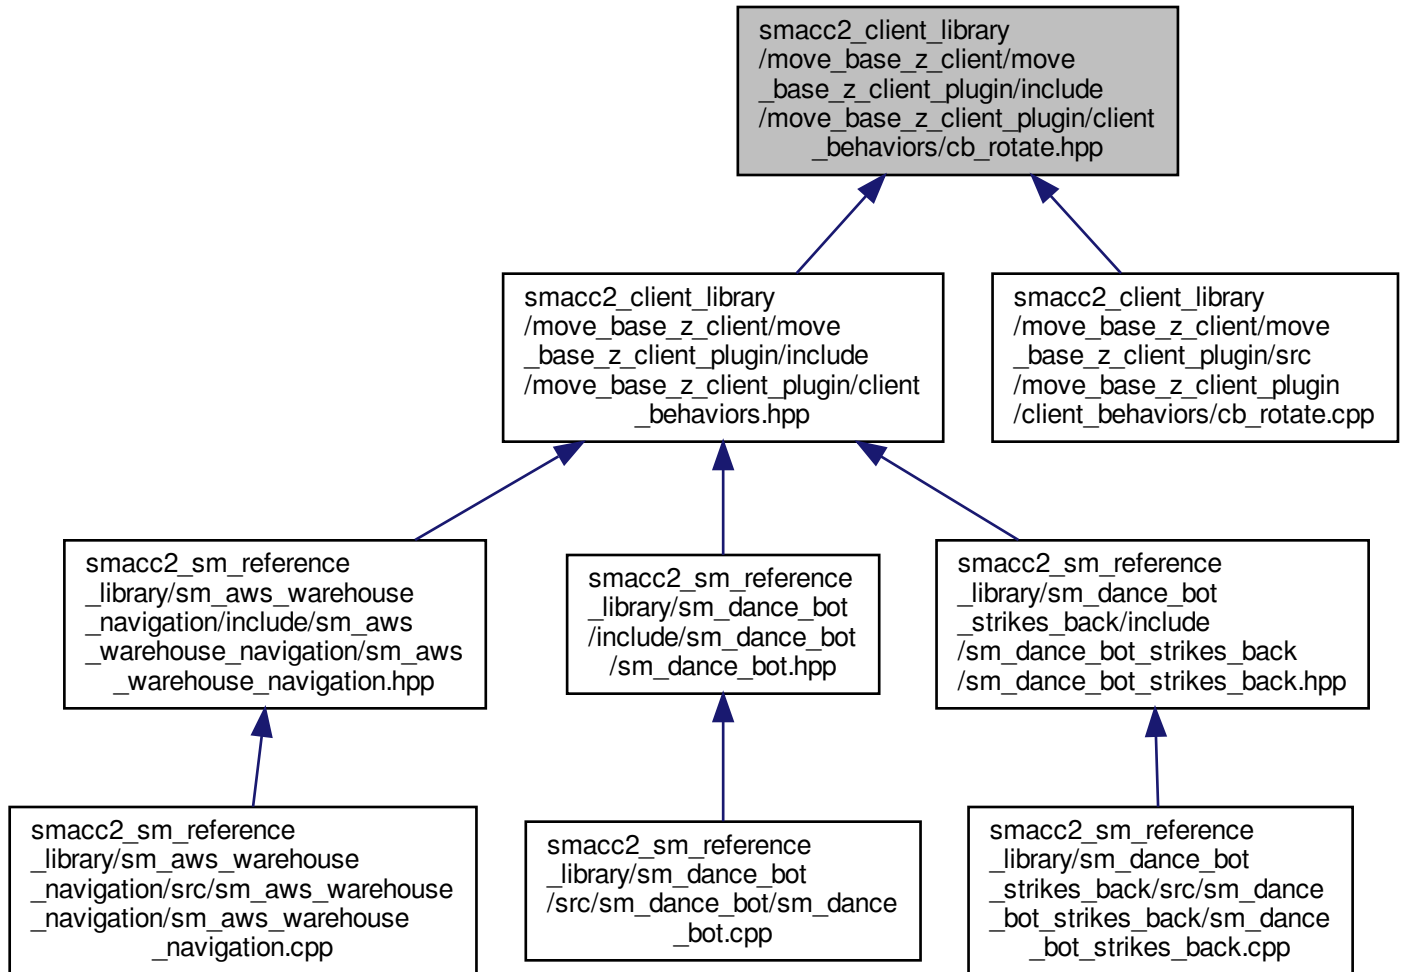 smacc2_client_library
/move_base_z_client/move
_base_z_client_plugin/include
/move_base_z_client_plugin/client
_behaviors/cb_rotate.hpp
smacc2_client_library
/move_base_z_client/move
_base_z_client_plugin/include
/move_base_z_client_plugin/client
_behaviors.hpp
smacc2_client_library
/move_base_z_client/move
_base_z_client_plugin/src
/move_base_z_client_plugin
/client_behaviors/cb_rotate.cpp
smacc2_sm_reference
_library/sm_aws_warehouse
_navigation/include/sm_aws
_warehouse_navigation/sm_aws
_warehouse_navigation.hpp
smacc2_sm_reference
_library/sm_dance_bot
/include/sm_dance_bot
/sm_dance_bot.hpp
smacc2_sm_reference
_library/sm_dance_bot
_strikes_back/include
/sm_dance_bot_strikes_back
/sm_dance_bot_strikes_back.hpp
smacc2_sm_reference
_library/sm_aws_warehouse
_navigation/src/sm_aws_warehouse
_navigation/sm_aws_warehouse
_navigation.cpp
smacc2_sm_reference
_library/sm_dance_bot
/src/sm_dance_bot/sm_dance
_bot.cpp
smacc2_sm_reference
_library/sm_dance_bot
_strikes_back/src/sm_dance
_bot_strikes_back/sm_dance
_bot_strikes_back.cpp